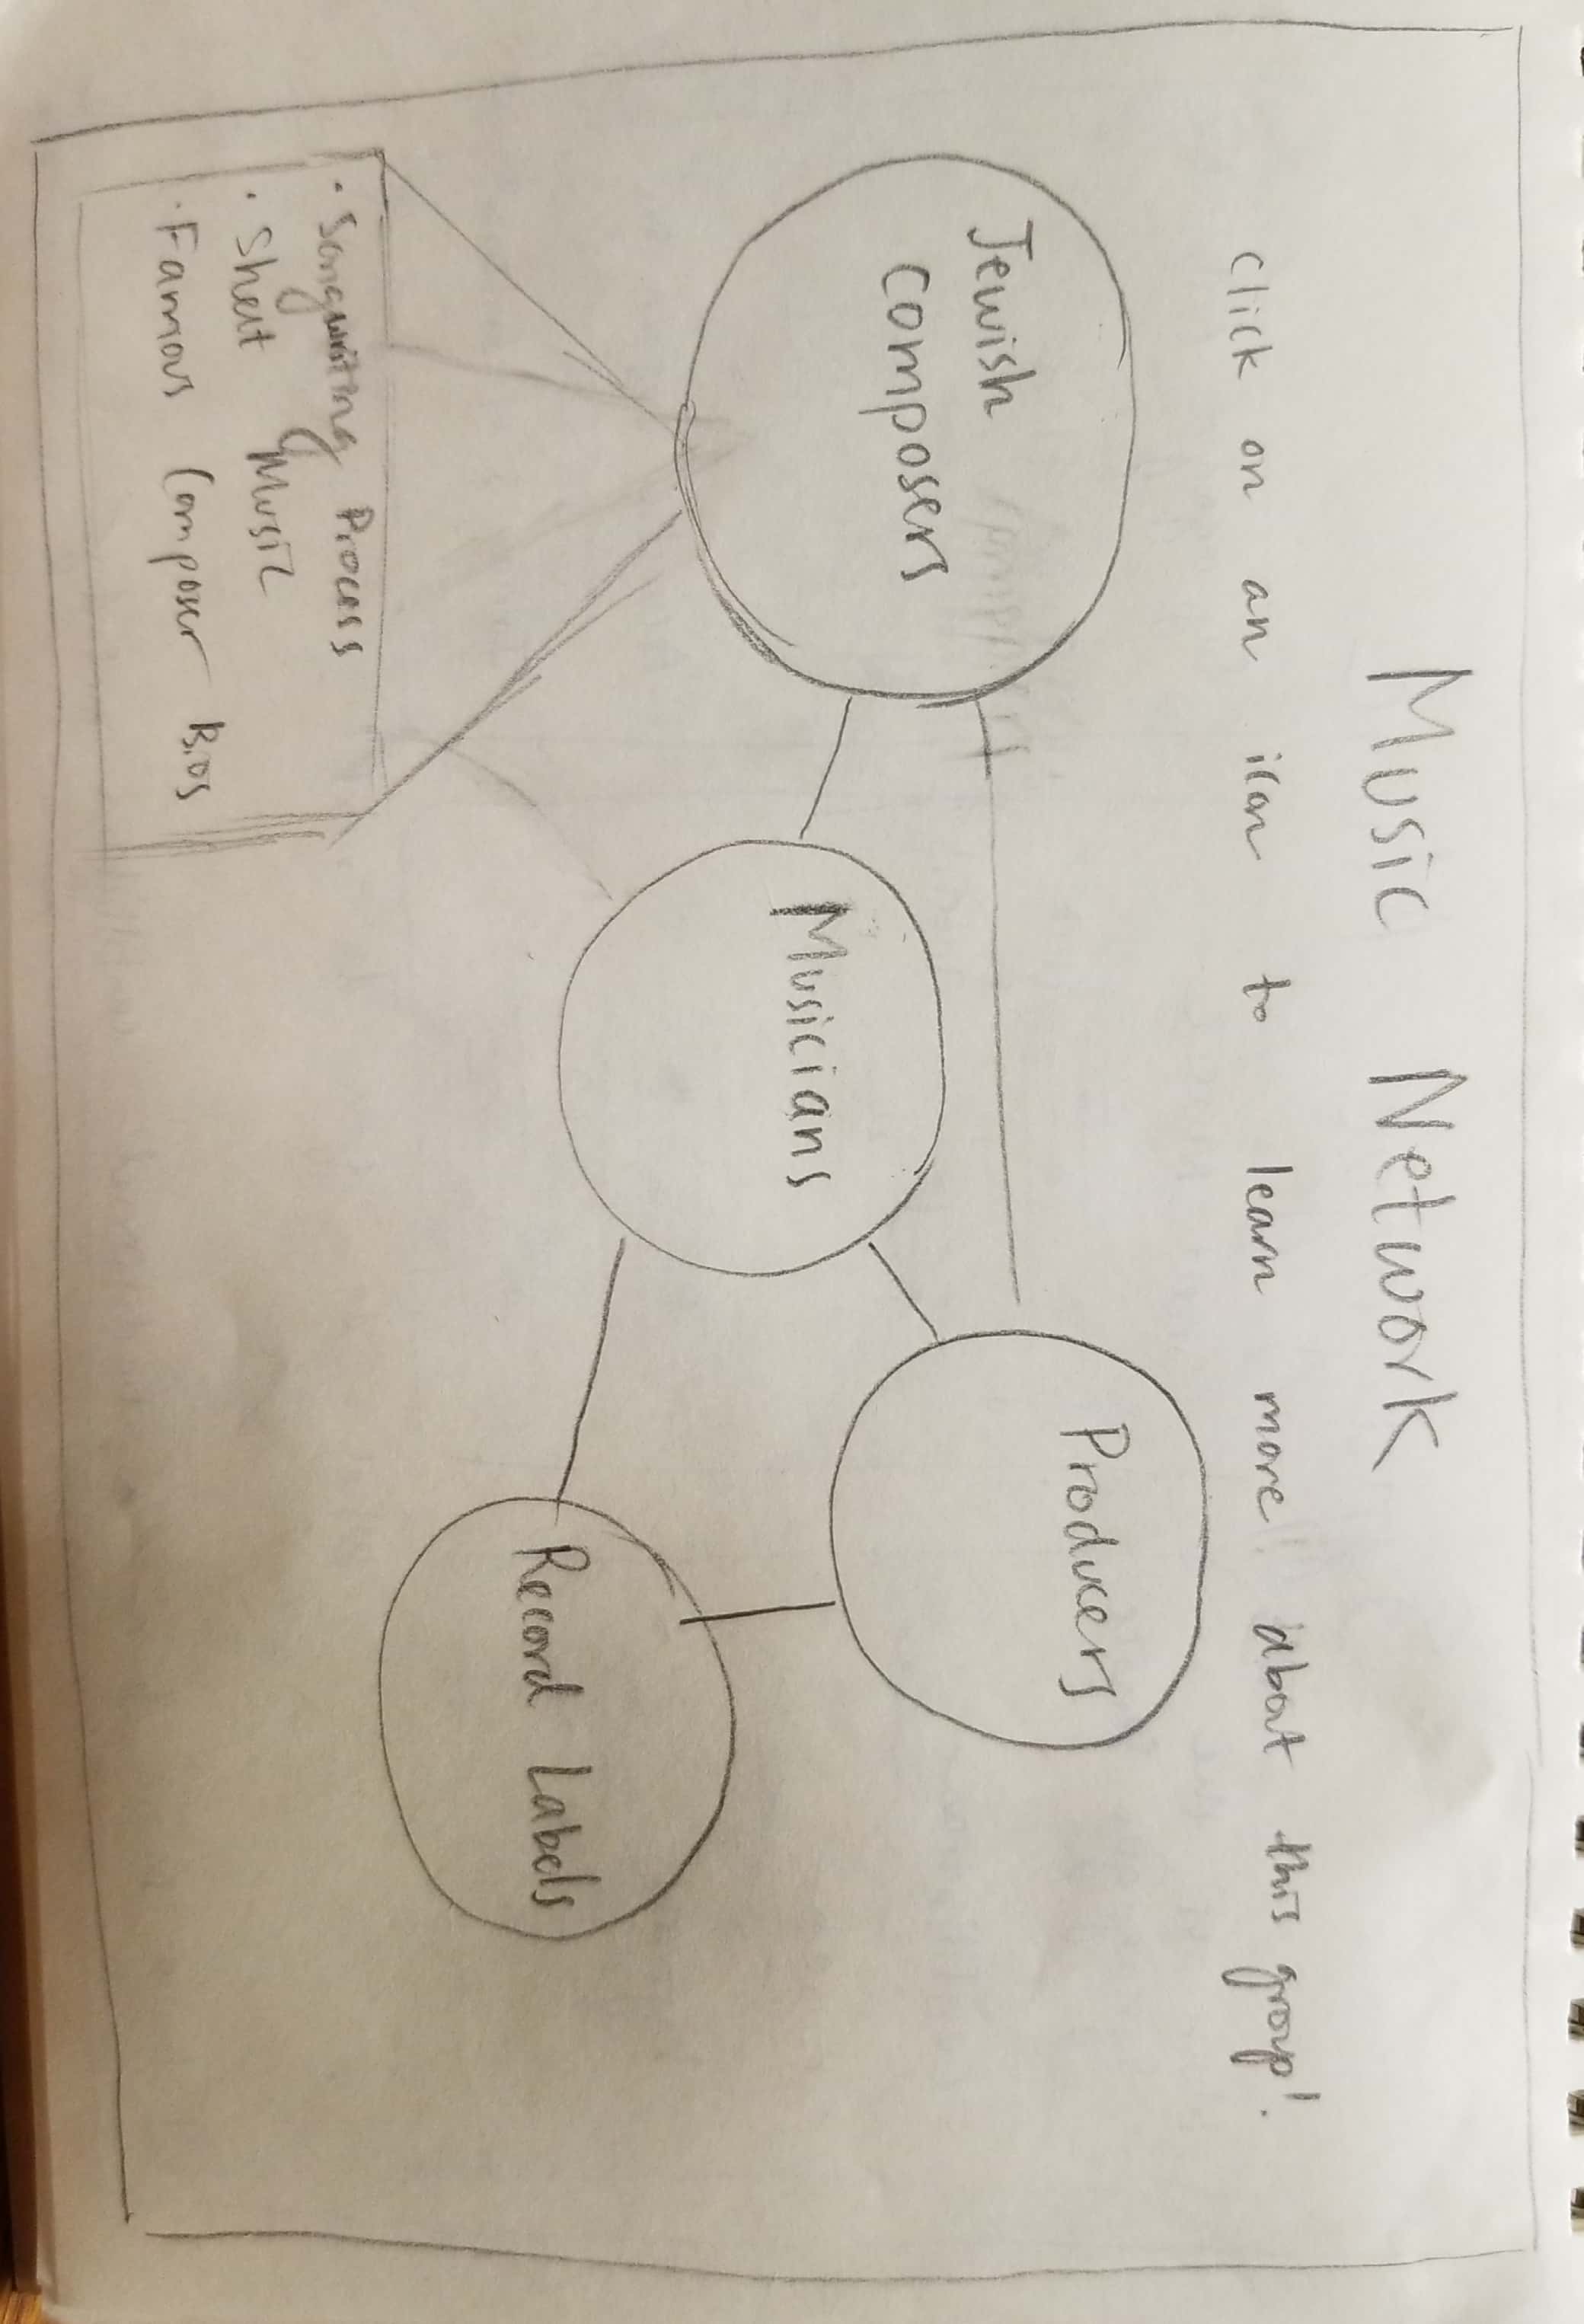 Music Network
Click on an icon to learn more about this group!
Jewish
Composers
Musicians
Producers
Record Labels
· Songwriting Process
· Sheet Music
· Famous Composer Bios